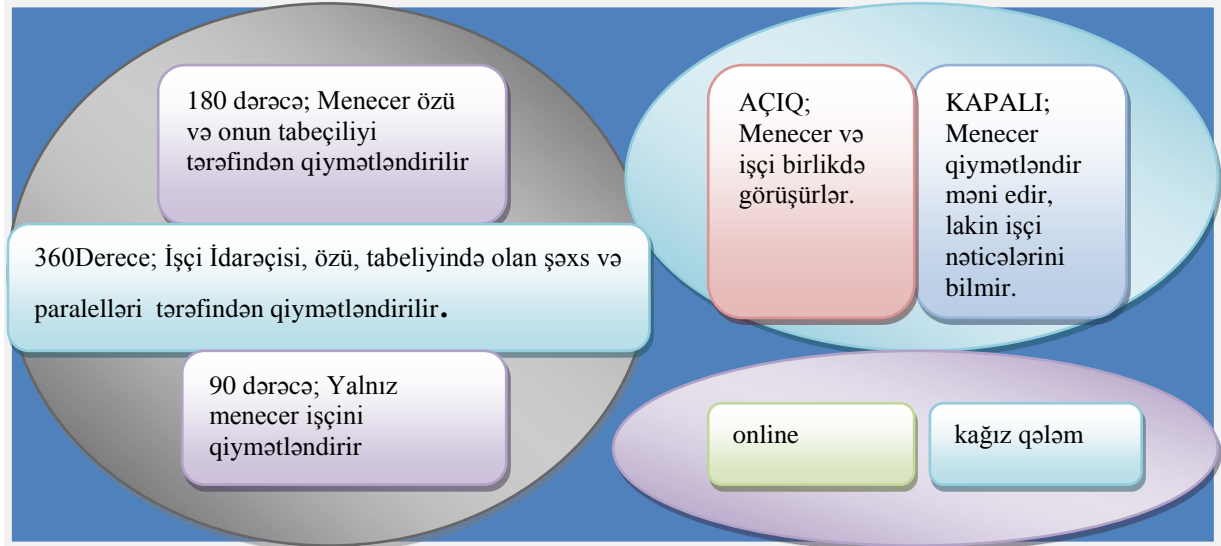 180 dərəcə; Menecer özü
və onun tabeçiliyi
tərəfindən qiymətləndirilir
360Derece; İşçi İdarəçisi, özü, tabeliyində olan şəxs və
paralelləri tərəfindən qiymətləndirilir.
90 dərəcə; Yalnız
menecer işçini
qiymətləndirir
AÇIQ;
Menecer və
işçi birlikdə
görüşürlər.
KAPALI;
Menecer
qiymətləndir
məni edir,
lakin işçi
nəticələrini
bilmir.
online
kağız qələm